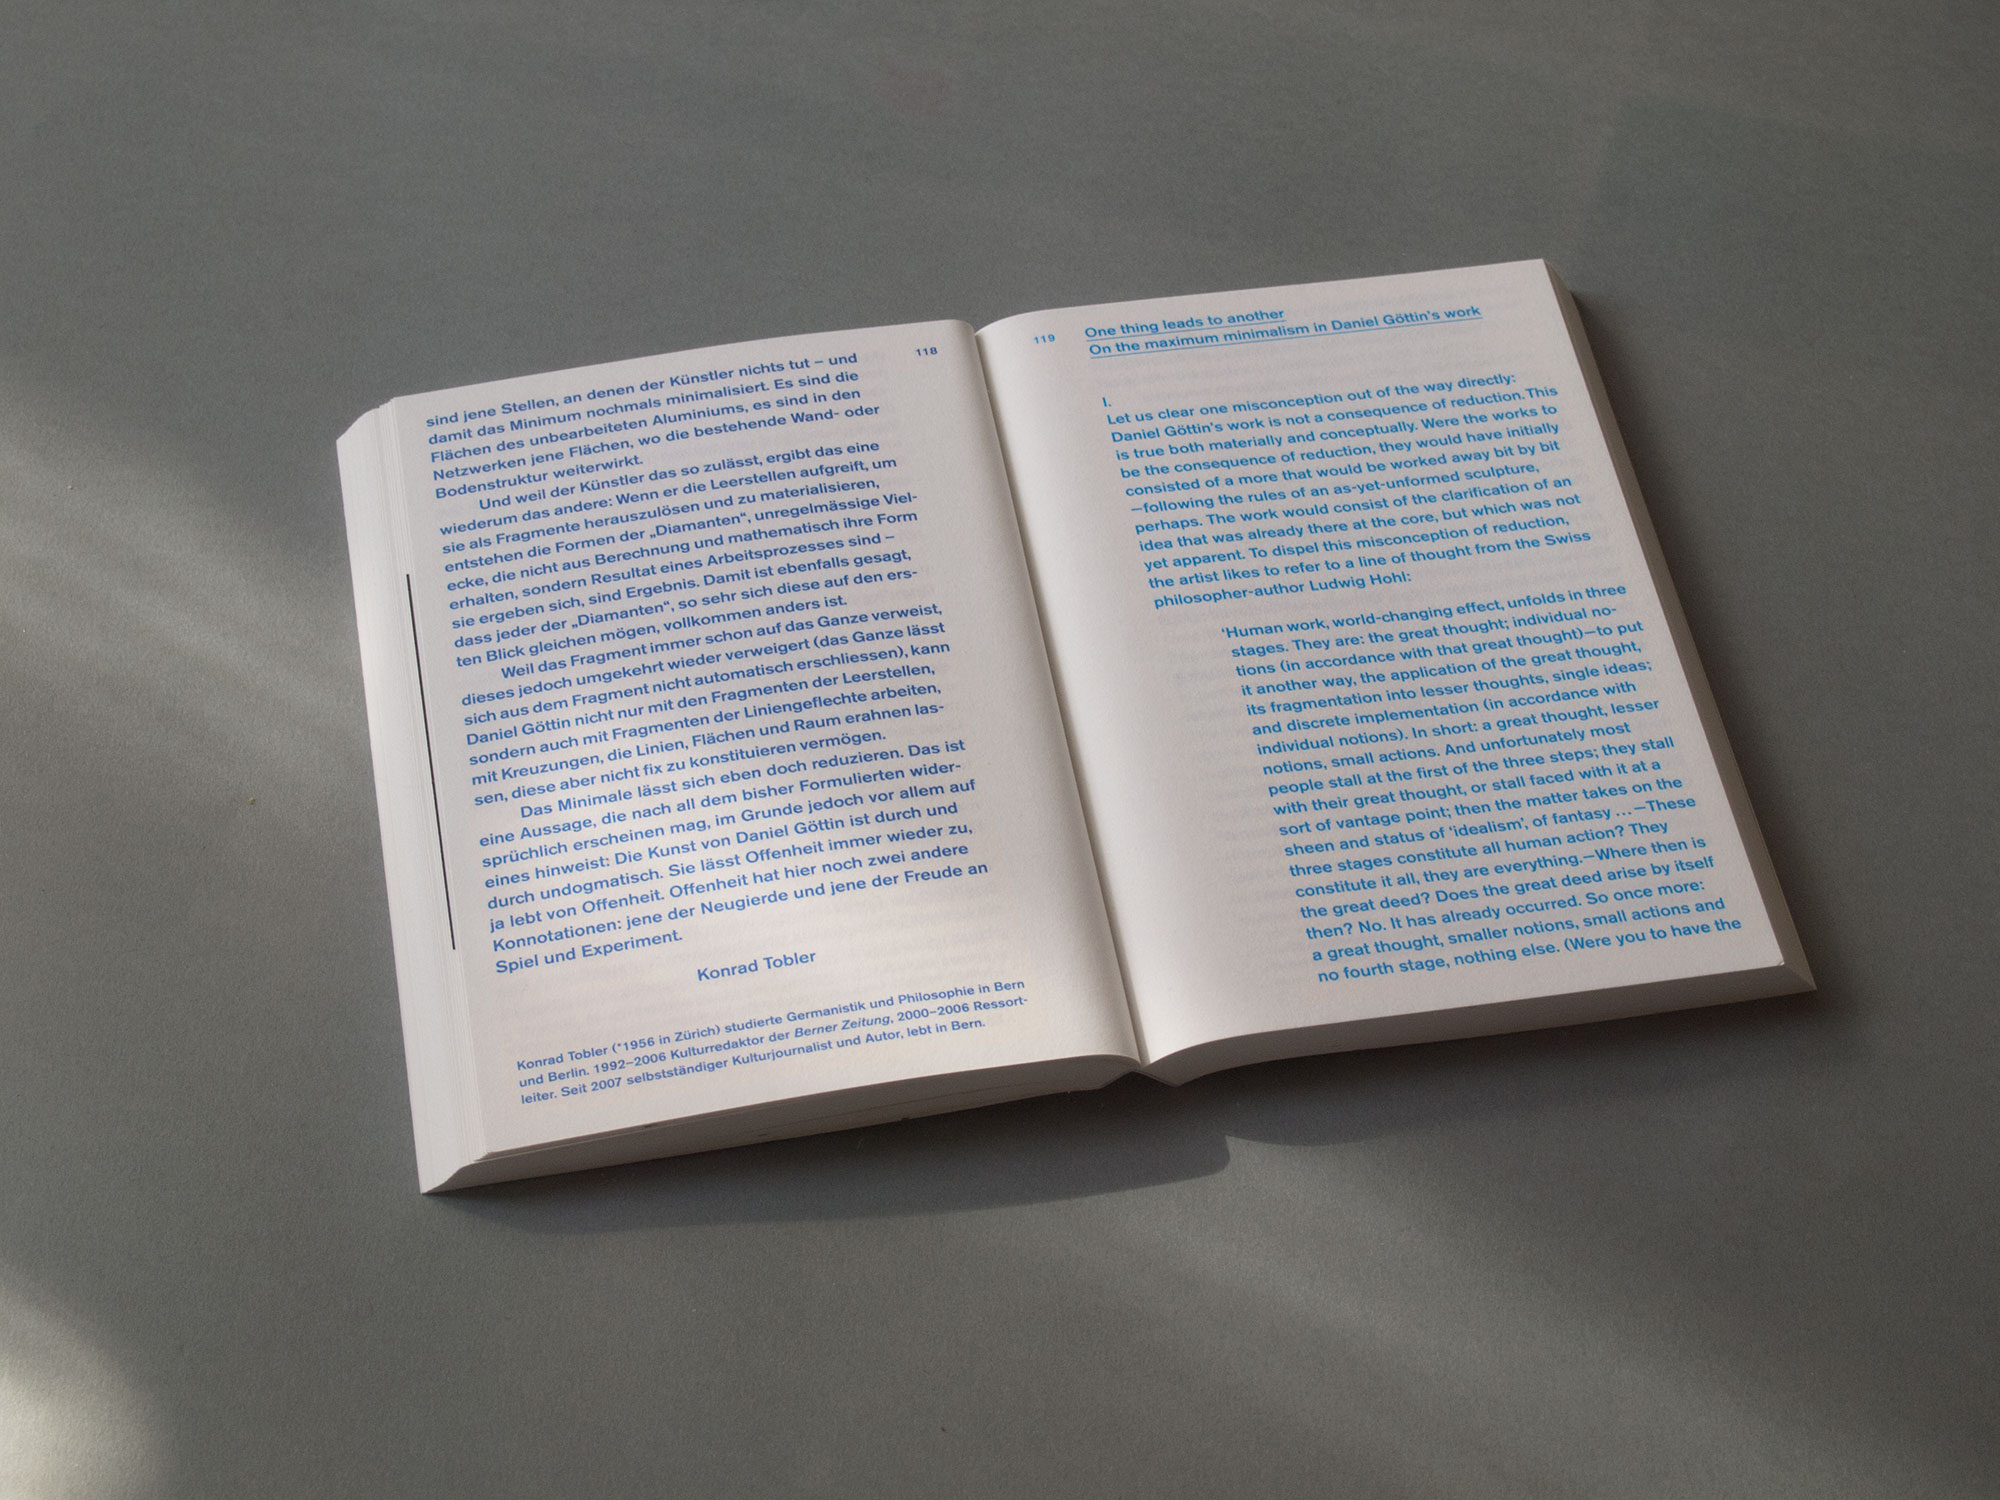 118
sind jene Stellen, an denen der Künstler nichts tut – und
damit das Minimum nochmals minimalisiert. Es sind die
Flächen des unbearbeiteten Aluminiums, es sind in den
Netzwerken jene Flächen, wo die bestehende Wand- oder
Bodenstruktur weiterwirkt.
Und weil der Künstler das so zulässt, ergibt das eine
wiederum das andere: Wenn er die Leerstellen aufgreift, um
sie als Fragmente herauszulösen und zu materialisieren,
entstehen die Formen der „Diamanten“, unregelmässige Viel-
ecke, die nicht aus Berechnung und mathematisch ihre Form
erhalten, sondern Resultat eines Arbeitsprozesses sind –
sie ergeben sich, sind Ergebnis. Damit ist ebenfalls gesagt,
dass jeder der „Diamanten“, so sehr sich diese auf den ers-
ten Blick gleichen mögen, vollkommen anders ist.
Weil das Fragment immer schon auf das Ganze verweist,
dieses jedoch umgekehrt wieder verweigert (das Ganze lässt
sich aus dem Fragment nicht automatisch erschliessen), kann
Daniel Göttin nicht nur mit den Fragmenten der Leerstellen,
sondern auch mit Fragmenten der Liniengeflechte arbeiten,
mit Kreuzungen, die Linien, Flächen und Raum erahnen las-
sen, diese aber nicht fix zu konstituieren vermögen.
Das Minimale lässt sich eben doch reduzieren. Das ist
eine Aussage, die nach all dem bisher Formulierten wider-
sprüchlich erscheinen mag, im Grunde jedoch vor allem auf
eines hinweist: Die Kunst von Daniel Göttin ist durch und
durch undogmatisch. Sie lässt Offenheit immer wieder zu,
ja lebt von Offenheit. Offenheit hat hier noch zwei andere
Konnotationen: jene der Neugierde und jene der Freude an
Spiel und Experiment.
Konrad Tobler
Konrad Tobler (*1956 in Zürich) studierte Germanistik und Philosophie in Bern
und Berlin. 1992–2006 Kulturredaktor der Berner Zeitung, 2000–2006 Ressort-
leiter. Seit 2007 selbstständiger Kulturjournalist und Autor, lebt in Bern.
119
One thing leads to another
On the maximum minimalism in Daniel Göttin's work
I.
Let us clear one misconception out of the way directly:
Daniel Göttin's work is not a consequence of reduction. This
is true both materially and conceptually. Were the works to
be the consequence of reduction, they would have initially
consisted of a more that would be worked away bit by bit
—following the rules of an as-yet-unformed sculpture,
perhaps. The work would consist of the clarification of an
idea that was already there at the core, but which was not
yet apparent. To dispel this misconception of reduction,
the artist likes to refer to a line of thought from the Swiss
philosopher-author Ludwig Hohl:
‘Human work, world-changing effect, unfolds in three
stages. They are: the great thought; individual no-
tions (in accordance with that great thought)—to put
it another way, the application of the great thought,
its fragmentation into lesser thoughts, single ideas;
and discrete implementation (in accordance with
individual notions). In short: a great thought, lesser
notions, small actions. And unfortunately most
people stall at the first of the three steps; they stall
with their great thought, or stall faced with it at a
sort of vantage point; then the matter takes on the
sheen and status of ‘idealism’, of fantasy …—These
three stages constitute all human action? They
constitute it all, they are everything.—Where then is
the great deed? Does the great deed arise by itself
then? No. It has already occurred. So once more:
a great thought, smaller notions, small actions and
no fourth stage, nothing else. (Were you to have the